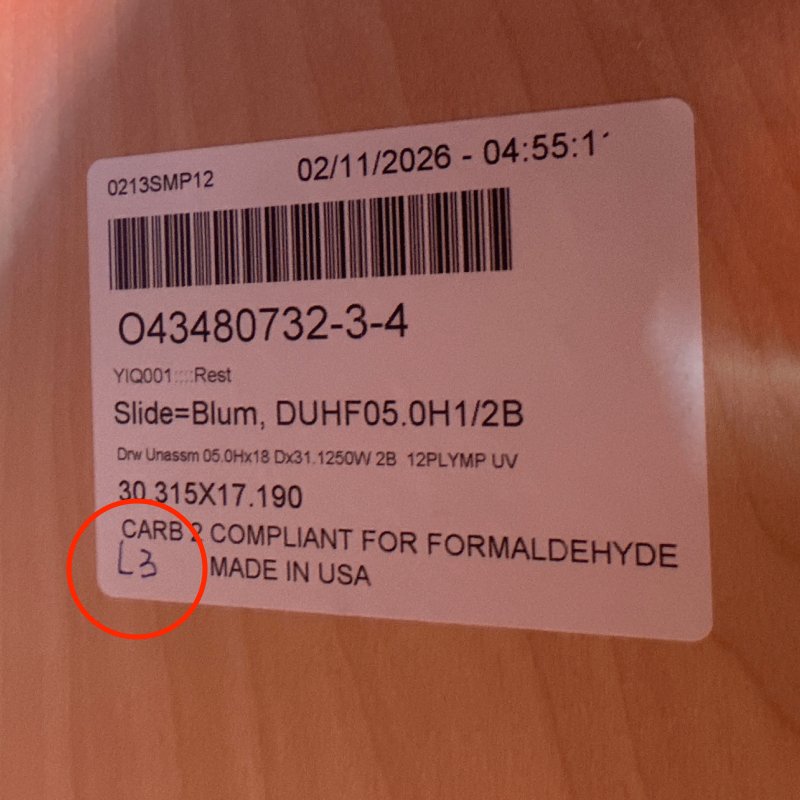 0213SMP12 02/11/2026 - 04:55:1
O43480732-3-4
YIQ001::::Rest
Slide=Blum, DUHF05.0H1/2B
Drw Unassm 05.0Hx18 Dx31.1250W 2B 12PLYMP UV
30.315X17.190
CARB 2 COMPLIANT FOR FORMALDEHYDE
L3 MADE IN USA